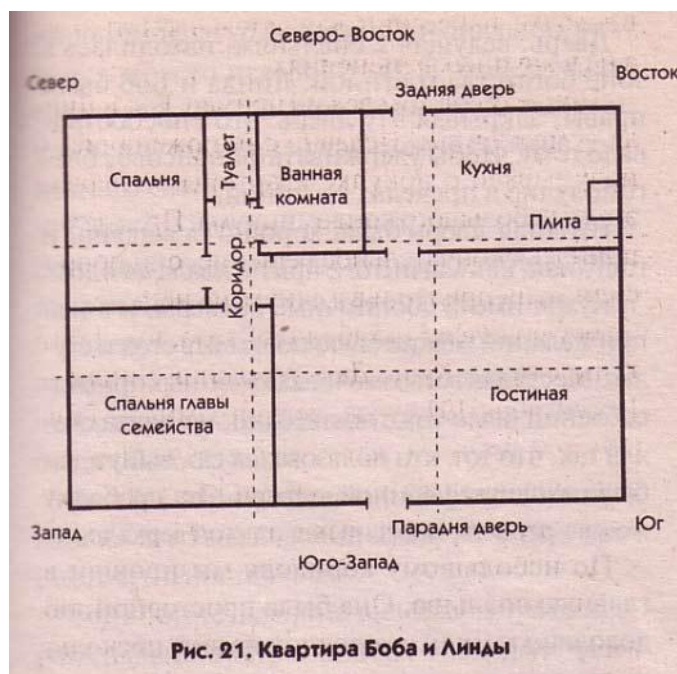 Северо- Восток
Север
Восток
Задняя дверь
Спальня
Туалет
Ванная
комната
Кухня
Плита
Коридор
Спальня главы
семейства
Гостиная
Запад
Парадня дверь
Юг
Юго-Запад
Рис. 21. Квартира Боба и Линды